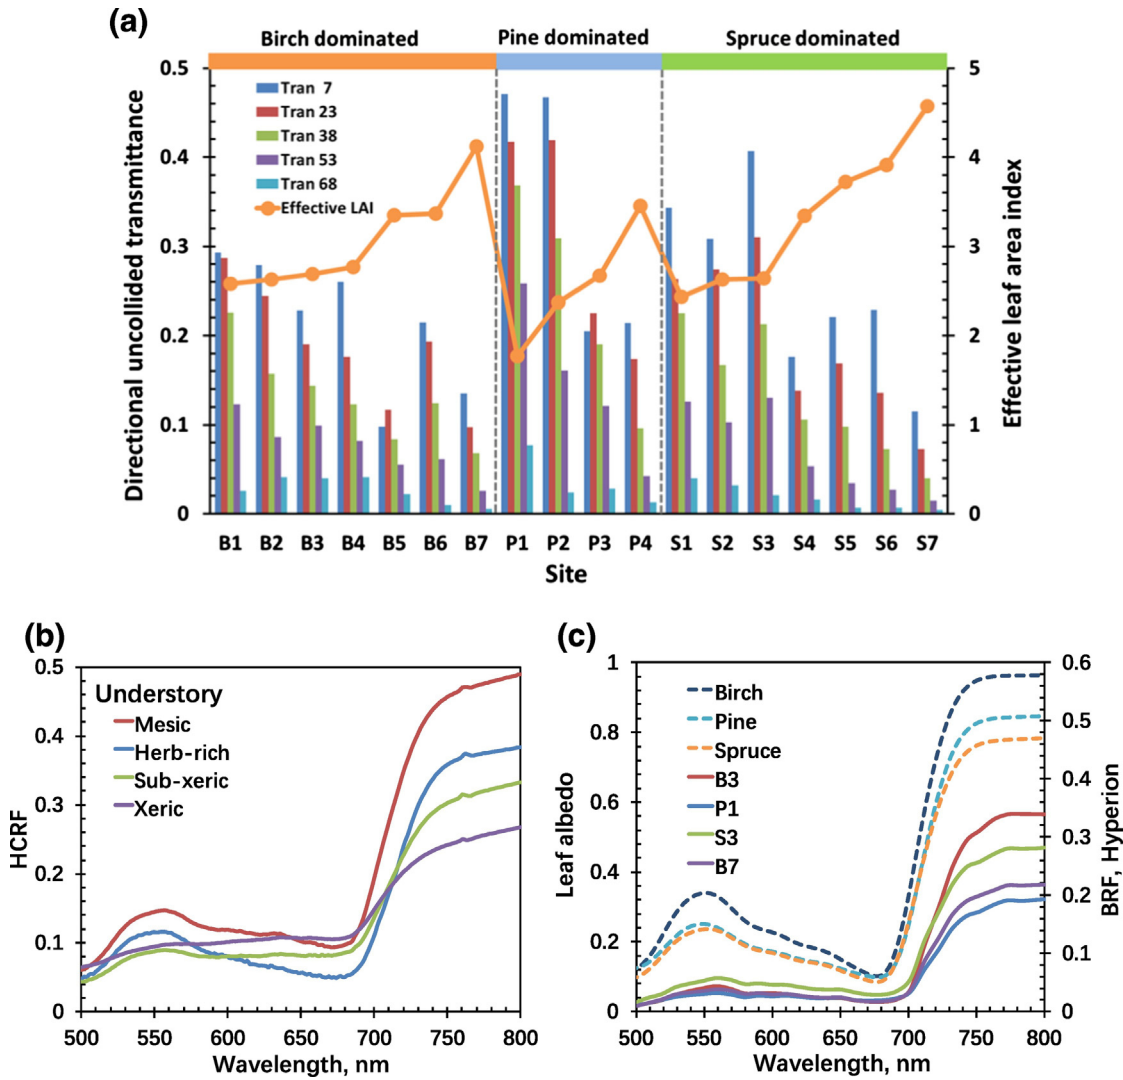 (a)
Birch dominated Pine dominated Spruce dominated
0.5 5
Tran 7
Tran 23
0.4 4
Tran 38
Tran 53
Tran 68
Effective LAI
0.3 3
0.2 2
0.1 1
0 0
Directional uncollided transmittance
Effective leaf area index
B1 B2 B3 B4 B5 B6 B7 P1 P2 P3 P4 S1 S2 S3 S4 S5 S6 S7
Site
(b)
0.5
Understory
Mesic
Herb-rich
Sub-xeric
Xeric
0.4
0.3
0.2
0.1
0
HCRF
500 550 600 650 700 750 800
Wavelength, nm
(c)
1 0.6
Birch
Pine
Spruce
B3
P1
S3
B7
0.8 0.5
0.6 0.4
0.3
0.4 0.2
0.2 0.1
0 0
Leaf albedo
BRF, Hyperion
500 550 600 650 700 750 800
Wavelength, nm